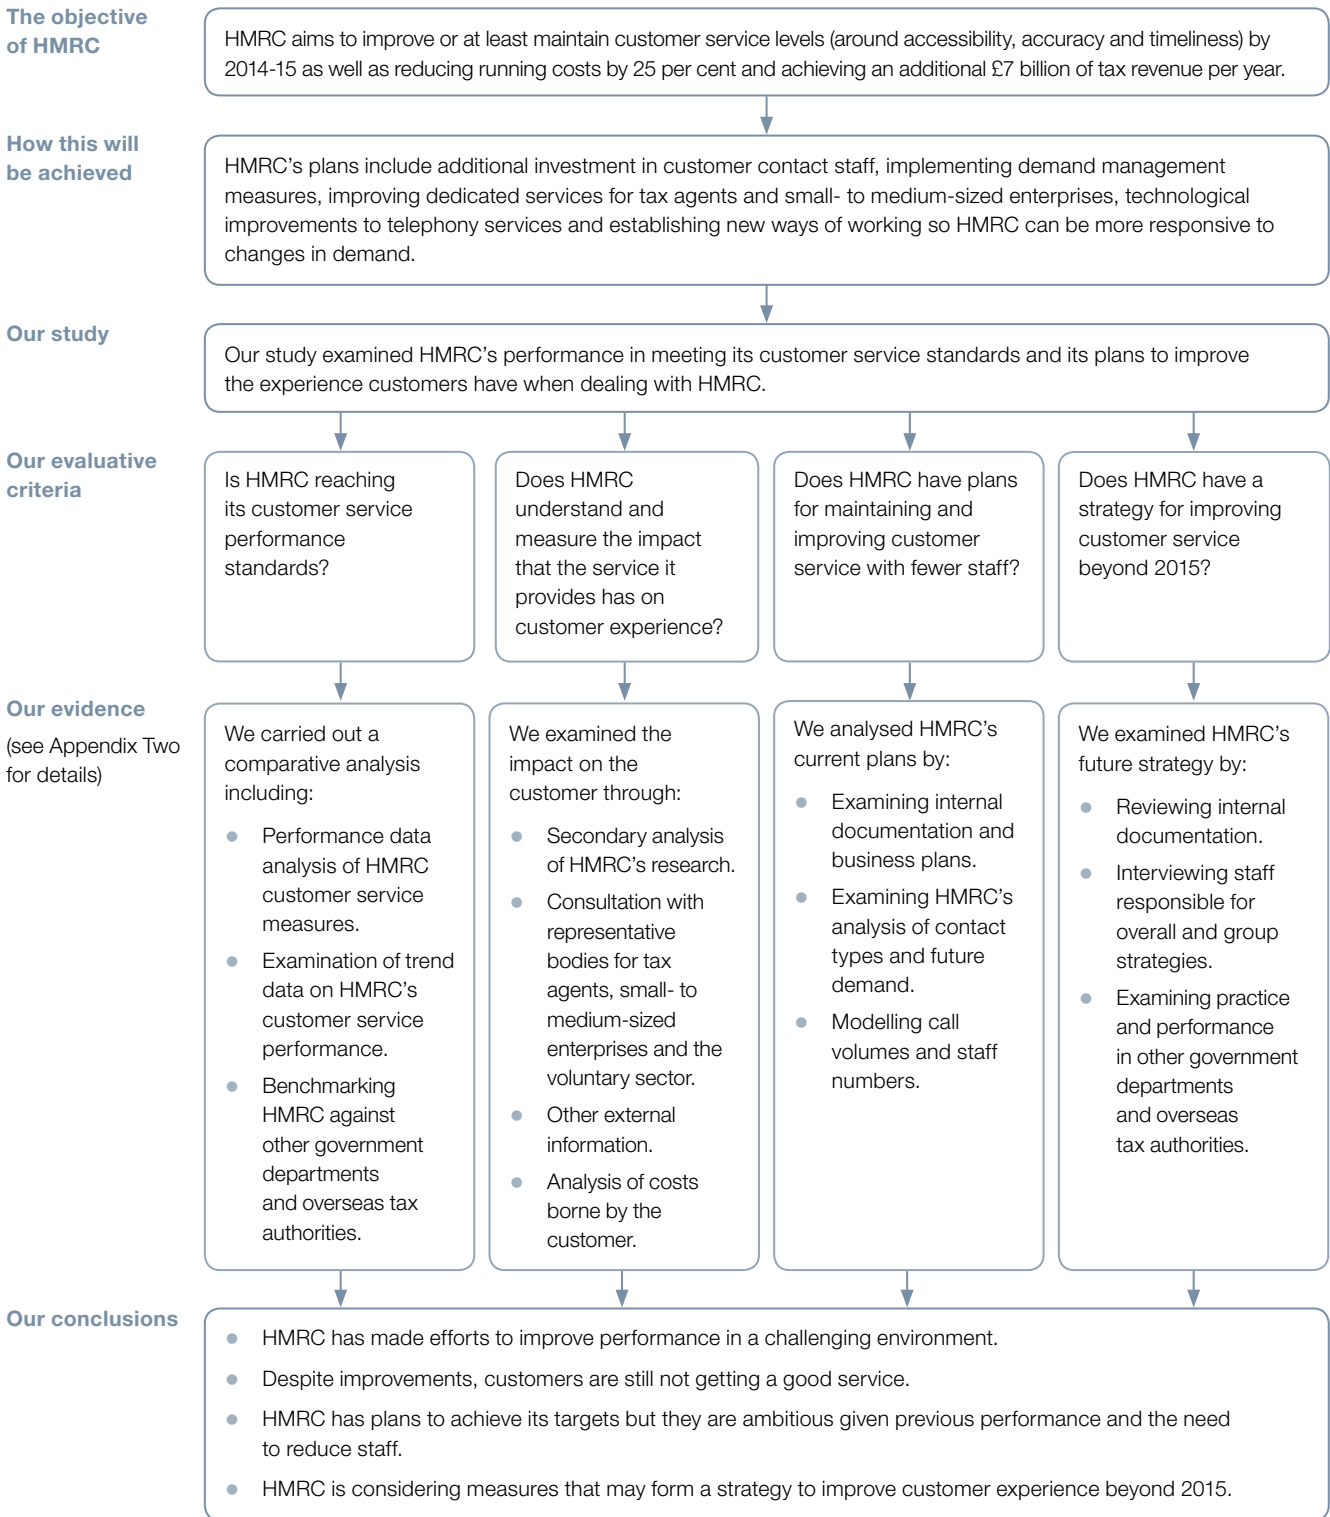 The objective
of HMRC
HMRC aims to improve or at least maintain customer service levels (around accessibility, accuracy and timeliness) by
2014-15 as well as reducing running costs by 25 per cent and achieving an additional £7 billion of tax revenue per year.
How this will
be achieved
HMRC's plans include additional investment in customer contact staff, implementing demand management
measures, improving dedicated services for tax agents and small- to medium-sized enterprises, technological
improvements to telephony services and establishing new ways of working so HMRC can be more responsive to
changes in demand.
Our study
Our study examined HMRC's performance in meeting its customer service standards and its plans to improve
the experience customers have when dealing with HMRC.
Our evaluative
criteria
Is HMRC reaching
its customer service
performance
standards?
Does HMRC
understand and
measure the impact
that the service it
provides has on
customer experience?
Does HMRC have plans
for maintaining and
improving customer
service with fewer staff?
Does HMRC have a
strategy for improving
customer service
beyond 2015?
Our evidence
(see Appendix Two
for details)
We carried out a
comparative analysis
including:
● Performance data
analysis of HMRC
customer service
measures.
● Examination of trend
data on HMRC's
customer service
performance.
● Benchmarking
HMRC against
other government
departments
and overseas tax
authorities.
We examined the
impact on the
customer through:
● Secondary analysis
of HMRC's research.
● Consultation with
representative
bodies for tax
agents, small- to
medium-sized
enterprises and the
voluntary sector.
● Other external
information.
● Analysis of costs
borne by the
customer.
We analysed HMRC's
current plans by:
● Examining internal
documentation and
business plans.
● Examining HMRC's
analysis of contact
types and future
demand.
● Modelling call
volumes and staff
numbers.
We examined HMRC's
future strategy by:
● Reviewing internal
documentation.
● Interviewing staff
responsible for
overall and group
strategies.
● Examining practice
and performance
in other government
departments
and overseas
tax authorities.
Our conclusions
● HMRC has made efforts to improve performance in a challenging environment.
● Despite improvements, customers are still not getting a good service.
● HMRC has plans to achieve its targets but they are ambitious given previous performance and the need
to reduce staff.
● HMRC is considering measures that may form a strategy to improve customer experience beyond 2015.